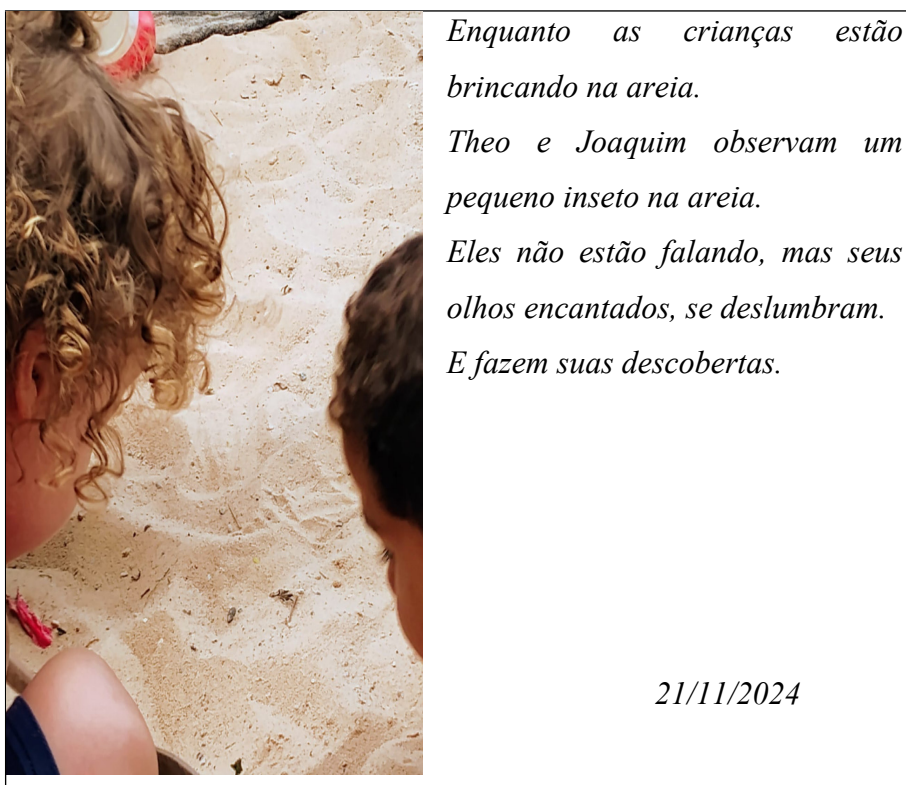 Enquanto as crianças estão
brincando na areia.
Theo e Joaquim observam um
pequeno inseto na areia.
Eles não estão falando, mas seus
olhos encantados, se deslumbram.
E fazem suas descobertas.
21/11/2024